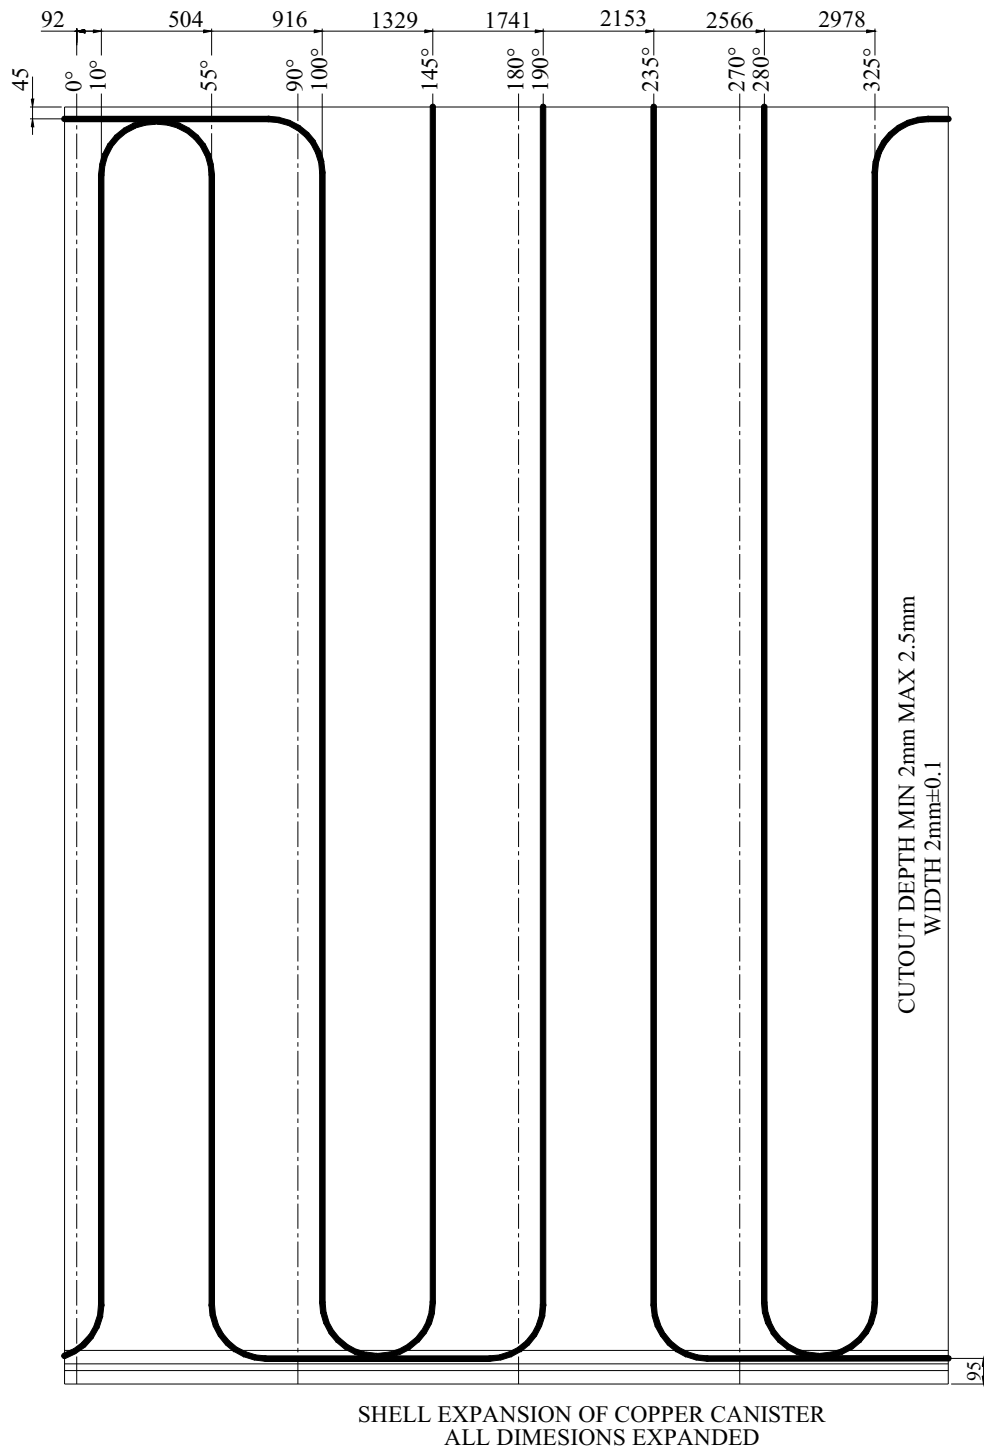 92 504 916 1329 1741 2153 2566 2978
45
0° 10° 55° 90° 100° 145° 180° 190° 235° 270° 280° 325°
CUTOUT DEPTH MIN 2mm MAX 2.5mm
WIDTH 2mm±0.1
95
SHELL EXPANSION OF COPPER CANISTER
ALL DIMESIONS EXPANDED